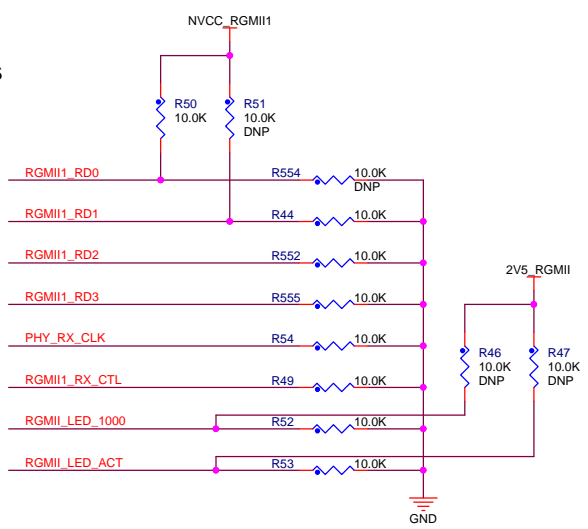 NVCC_RGMII1
S
R50
10.0K
R51
10.0K
DNP
RGMII1_RD0
R554
10.0K
DNP
RGMII1_RD1
R44
10.0K
RGMII1_RD2
R552
10.0K
2V5_RGMII
RGMII1_RD3
R555
10.0K
PHY_RX_CLK
R54
10.0K
R46
10.0K
DNP
R47
10.0K
DNP
RGMII1_RX_CTL
R49
10.0K
RGMII_LED_1000
R52
10.0K
RGMII_LED_ACT
R53
10.0K
GND